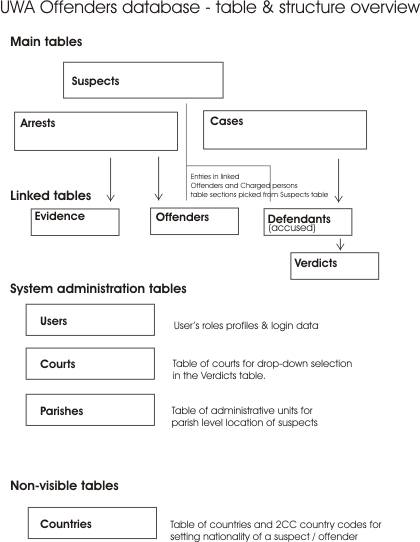 UWA Offenders database - table & structure overview
Main tables
Suspects
Arrests
Cases
Entries in linked
Offenders and Charged persons
table sections picked from Suspects table
Linked tables
Evidence
Offenders
Defendants
(accused)
Verdicts
System administration tables
Users
User's roles profiles & login data
Courts
Table of courts for drop-down selection
in the Verdicts table.
Parishes
Table of administrative units for
parish level location of suspects
Non-visible tables
Countries
Table of countries and 2CC country codes for
setting nationality of a suspect / offender